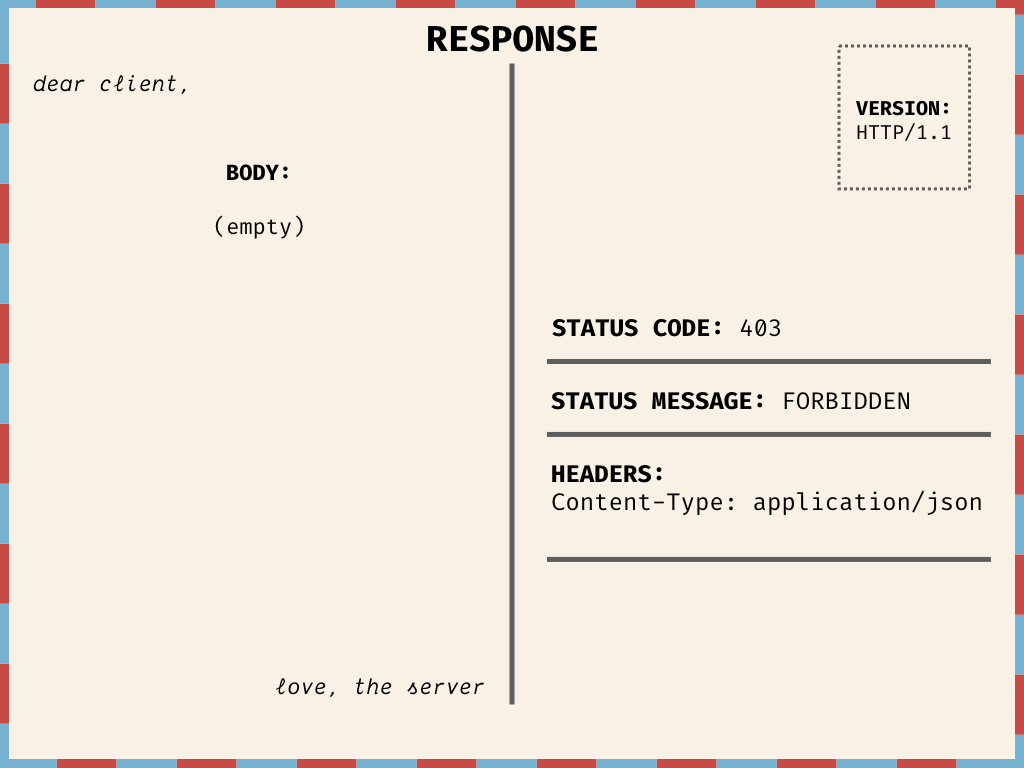 RESPONSE
dear client,
BODY:
(empty)
love, the server
VERSION:
HTTP/1.1
STATUS CODE: 403
STATUS MESSAGE: FORBIDDEN
HEADERS:
Content-Type: application/json